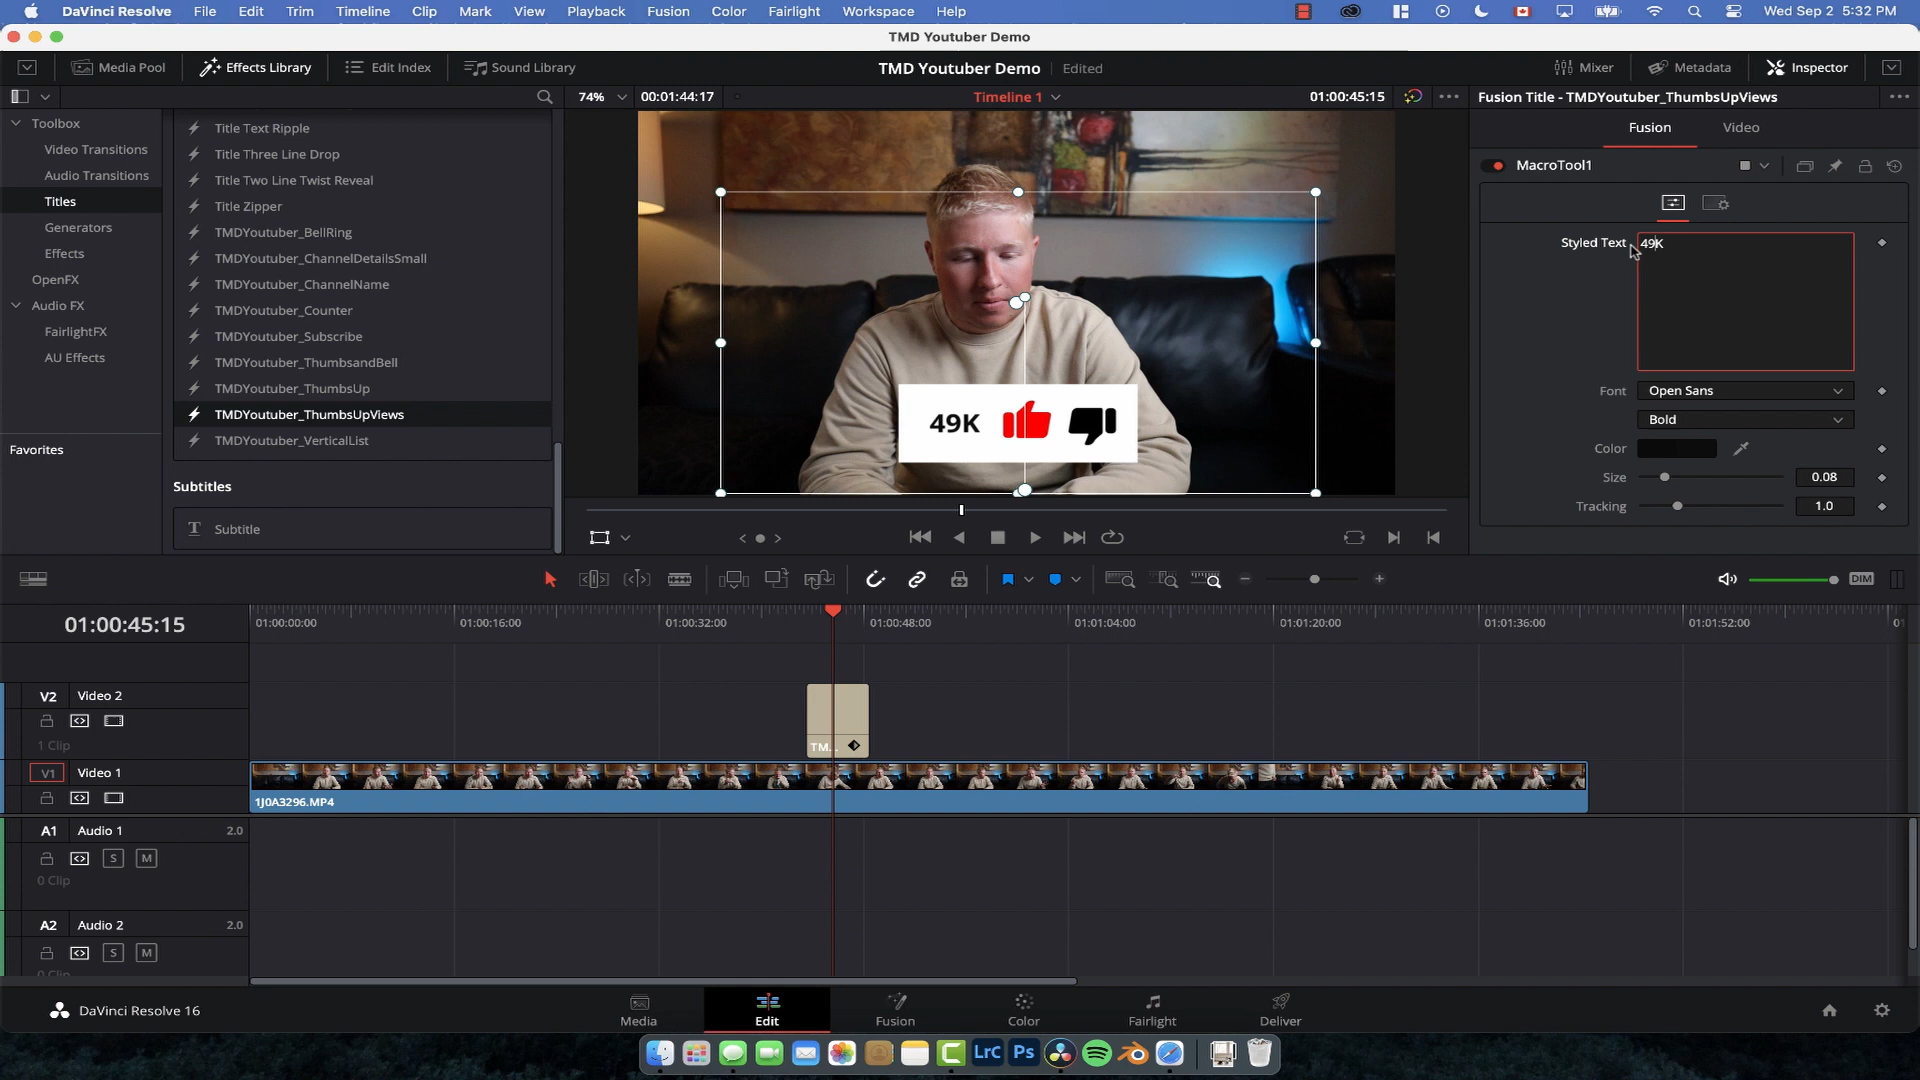 DaVinci Resolve File Edit Trim Timeline Clip Mark View Playback Fusion Color Fairlight Workspace Help Wed Sep 2 5:32 PM
TMD Youtuber Demo
Media Pool Effects Library Edit Index Sound Library TMD Youtuber Demo Edited Mixer Metadata Inspector
74% 00:01:44:17 Timeline 1 01:00:45:15 Fusion Title - TMDYoutuber_ThumbsUpViews
Toolbox
Video Transitions
Audio Transitions
Titles
Generators
Effects
OpenFX
Audio FX
FairlightFX
AU Effects
Favorites
Title Text Ripple
Title Three Line Drop
Title Two Line Twist Reveal
Title Zipper
TMDYoutuber_BellRing
TMDYoutuber_ChannelDetailsSmall
TMDYoutuber_ChannelName
TMDYoutuber_Counter
TMDYoutuber_Subscribe
TMDYoutuber_ThumbsandBell
TMDYoutuber_ThumbsUp
TMDYoutuber_ThumbsUpViews
TMDYoutuber_VerticalList
Subtitles
T Subtitle
49K
Fusion Video
MacroTool1
Styled Text 49K
Font Open Sans
Bold
Color
Size 0.08
Tracking 1.0
DIM
01:00:45:15 01:00:00:00 01:00:16:00 01:00:32:00 01:00:48:00 01:01:04:00 01:01:20:00 01:01:36:00 01:01:52:00
V2 Video 2
1 Clip
TM...
V1 Video 1
1J0A3296.MP4
A1 Audio 1 2.0
S M
0 Clip
A2 Audio 2 2.0
S M
0 Clip
DaVinci Resolve 16 Media Edit Fusion Color Fairlight Deliver
LrC Ps